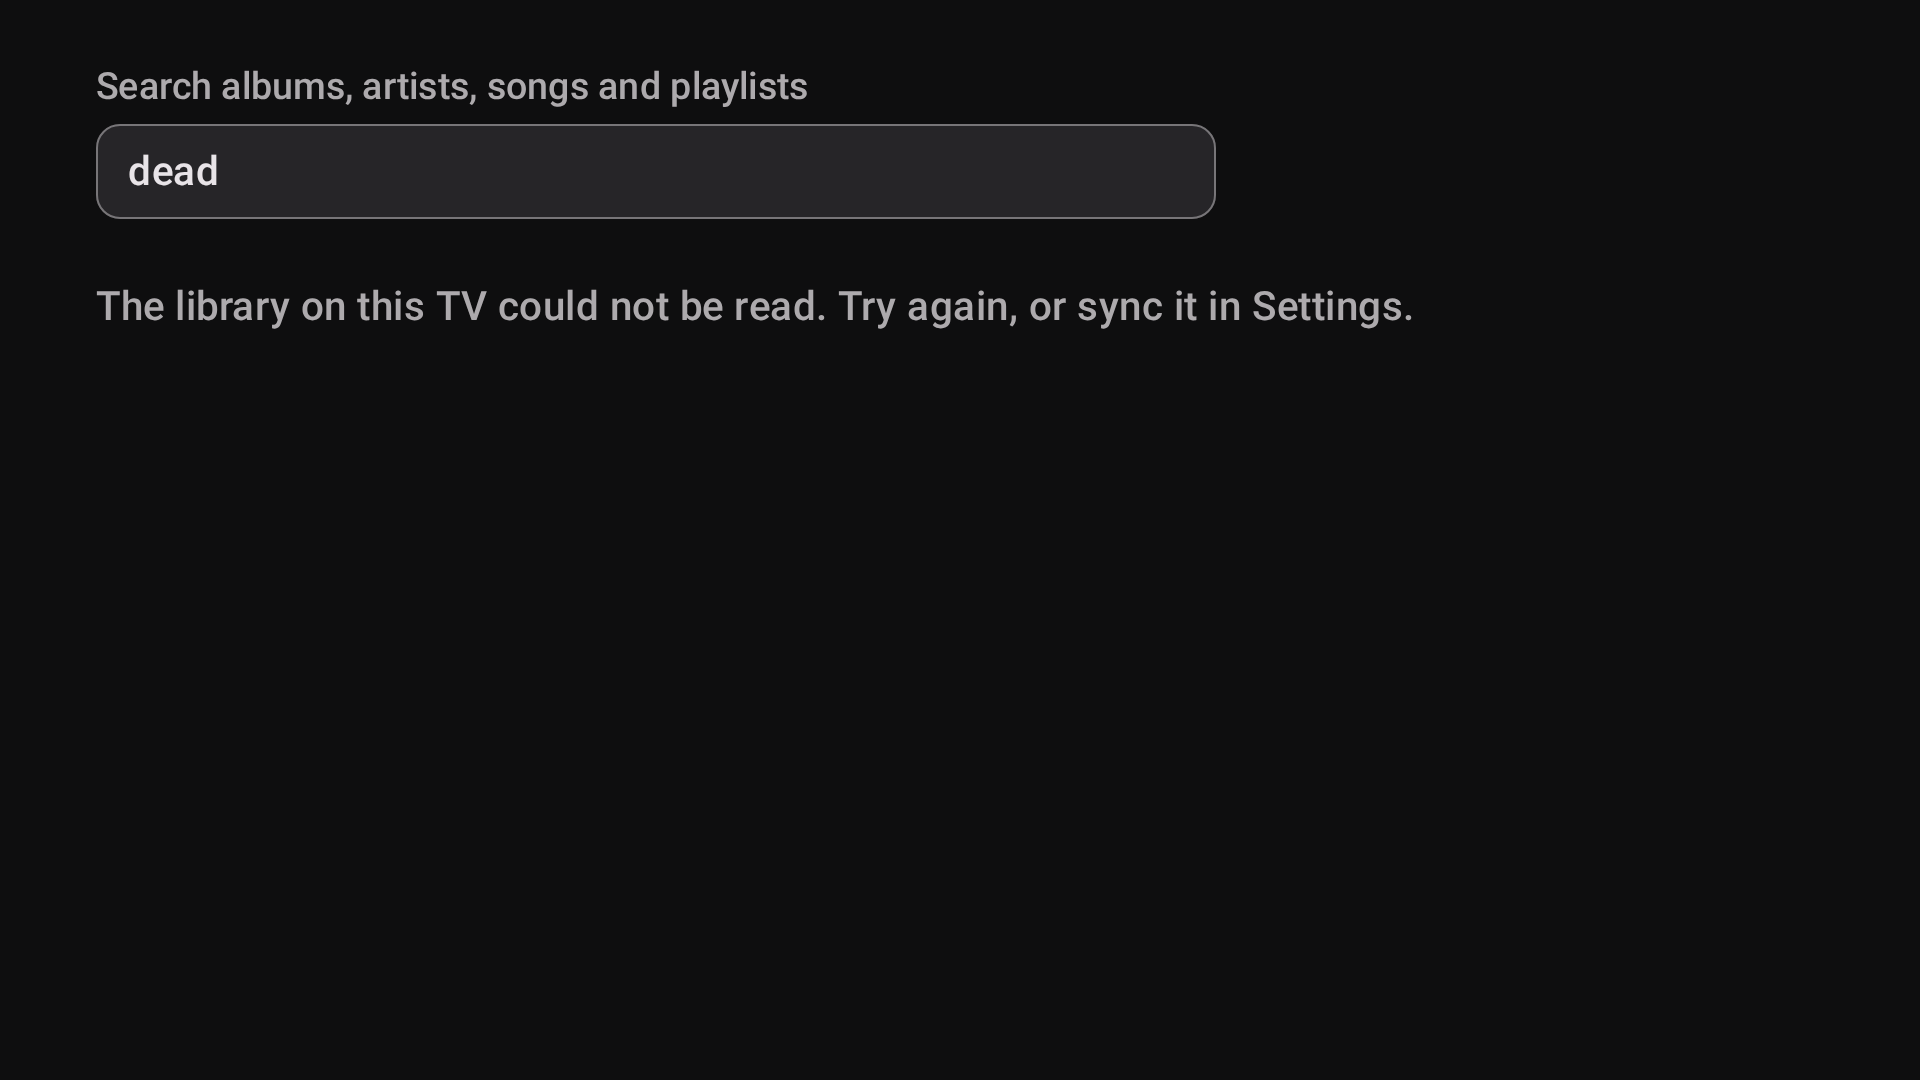 Search albums, artists, songs and playlists
dead
The library on this TV could not be read. Try again, or sync it in Settings.